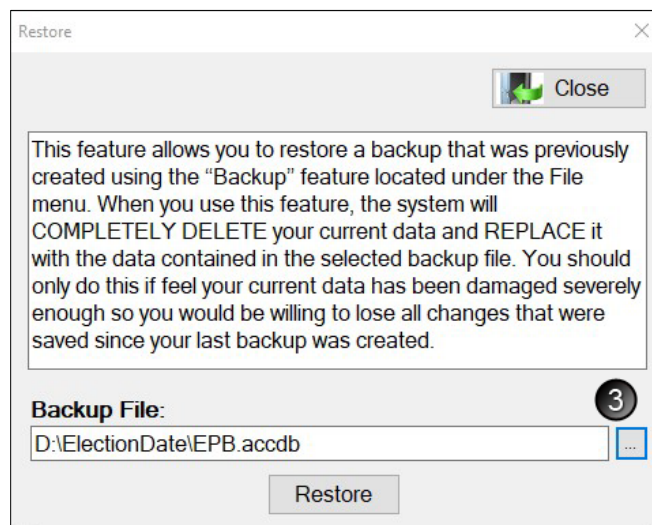 Restore
Close
This feature allows you to restore a backup that was previously
created using the “Backup” feature located under the File
menu. When you use this feature, the system will
COMPLETELY DELETE your current data and REPLACE it
with the data contained in the selected backup file. You should
only do this if feel your current data has been damaged severely
enough so you would be willing to lose all changes that were
saved since your last backup was created.
3
Backup File:
D:\ElectionDate\EPB.accdb
...
Restore